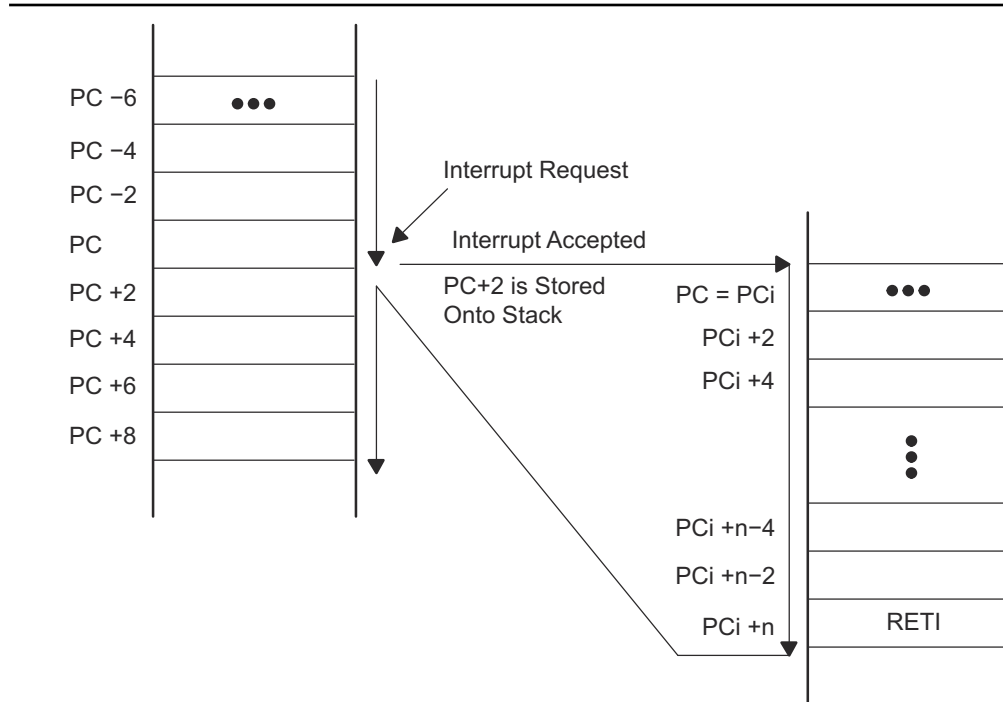 PC −6
PC −4
PC −2
PC
PC +2
PC +4
PC +6
PC +8
Interrupt Request
Interrupt Accepted
PC+2 is Stored
Onto Stack
PC = PCi
PCi +2
PCi +4
PCi +n−4
PCi +n−2
PCi +n
RETI